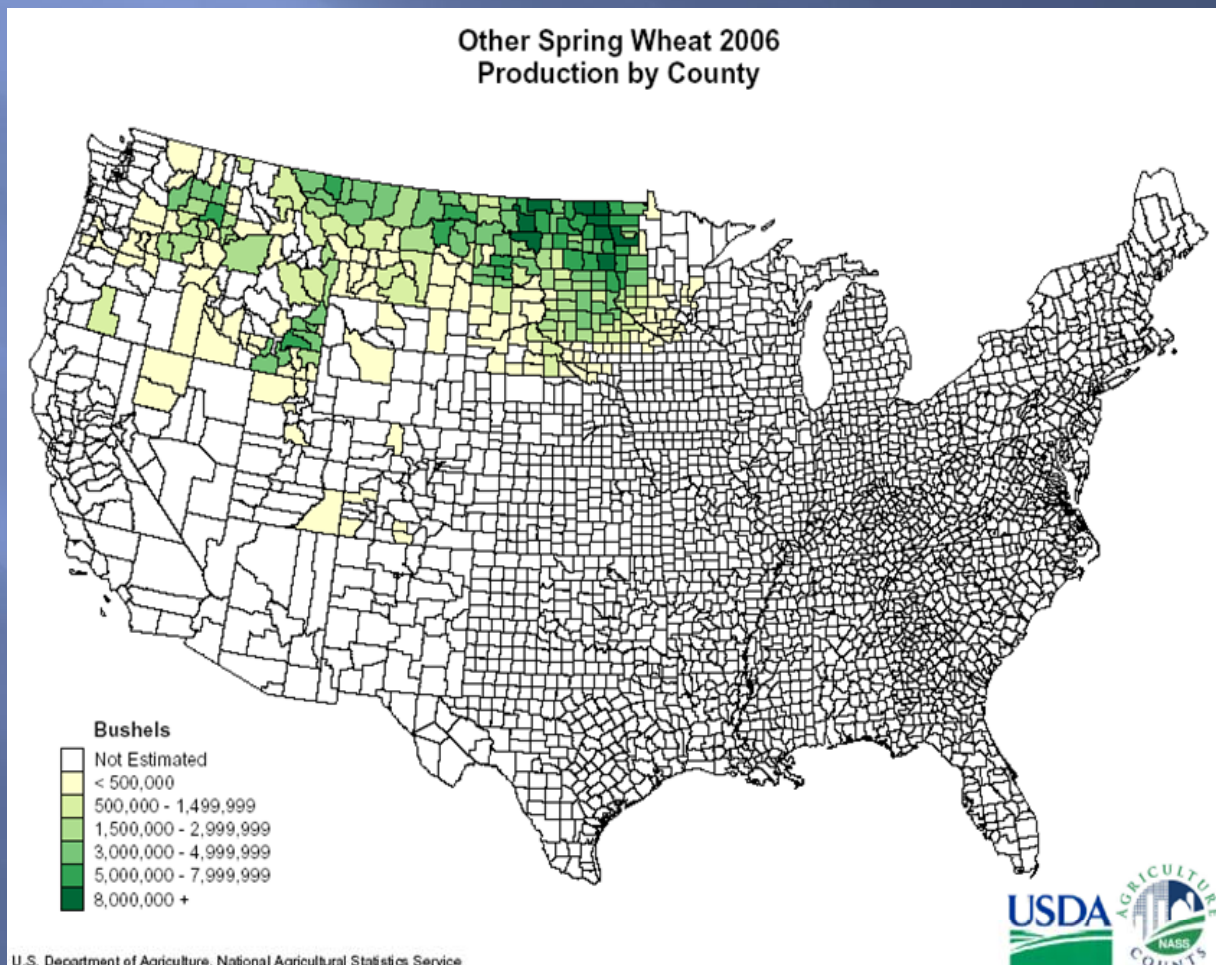 Other Spring Wheat 2006
Production by County
Bushels
Not Estimated
< 500,000
500,000 - 1,499,999
1,500,000 - 2,999,999
3,000,000 - 4,999,999
5,000,000 - 7,999,999
8,000,000 +
USDA
AGRICULTURE
NASS
COUNTS
U.S. Department of Agriculture, National Agricultural Statistics Service